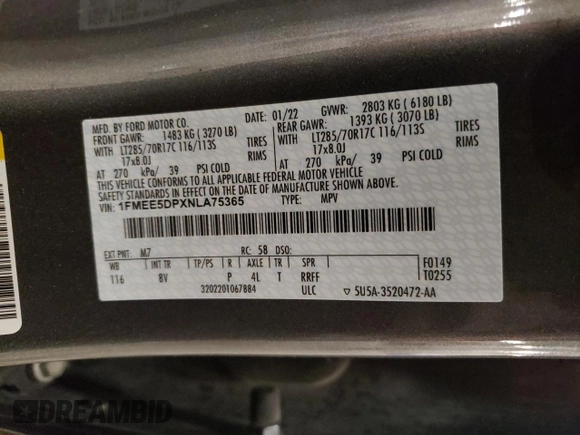 MFD. BY FORD MOTOR CO.
DATE: 01/22 GVWR: 2803 KG ( 6180 LB)
FRONT GAWR: 1483 KG ( 3270 LB)
REAR GAWR: 1393 KG ( 3070 LB)
WITH LT285/70R17C 116/113S TIRES
WITH LT285/70R17C 116/113S TIRES
17x8.0J RIMS
17x8.0J RIMS
AT 270 kPa/ 39 PSI COLD
AT 270 kPa/ 39 PSI COLD
THIS VEHICLE CONFORMS TO ALL APPLICABLE FEDERAL MOTOR VEHICLE
SAFETY STANDARDS IN EFFECT ON THE DATE OF MANUFACTURE SHOWN ABOVE.
VIN: 1FMEE5DPXNLA75365 TYPE: MPV
EXT PNT: M7 RC: 58 DSO:
WB INT TR TP/PS R AXLE TR SPR
116 8V P 4L T RRFF
F0149
T0255
3202201067884 ULC 5U5A-3520472-AA
DREAMBID